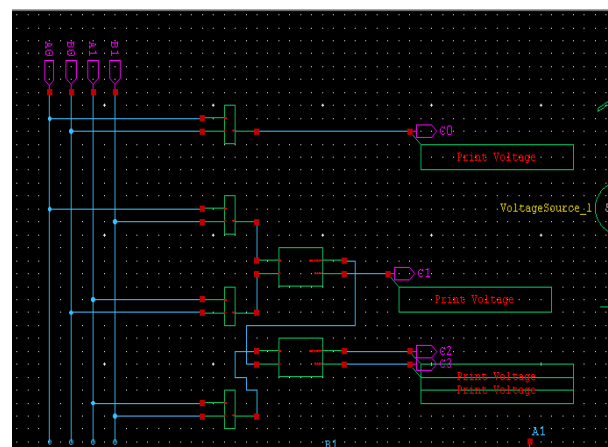 A0 B0 A1 B1
C0
Print Voltage
VoltageSource_1
C1
Print Voltage
C2
C3
Print Voltage
Print Voltage
A1
B1